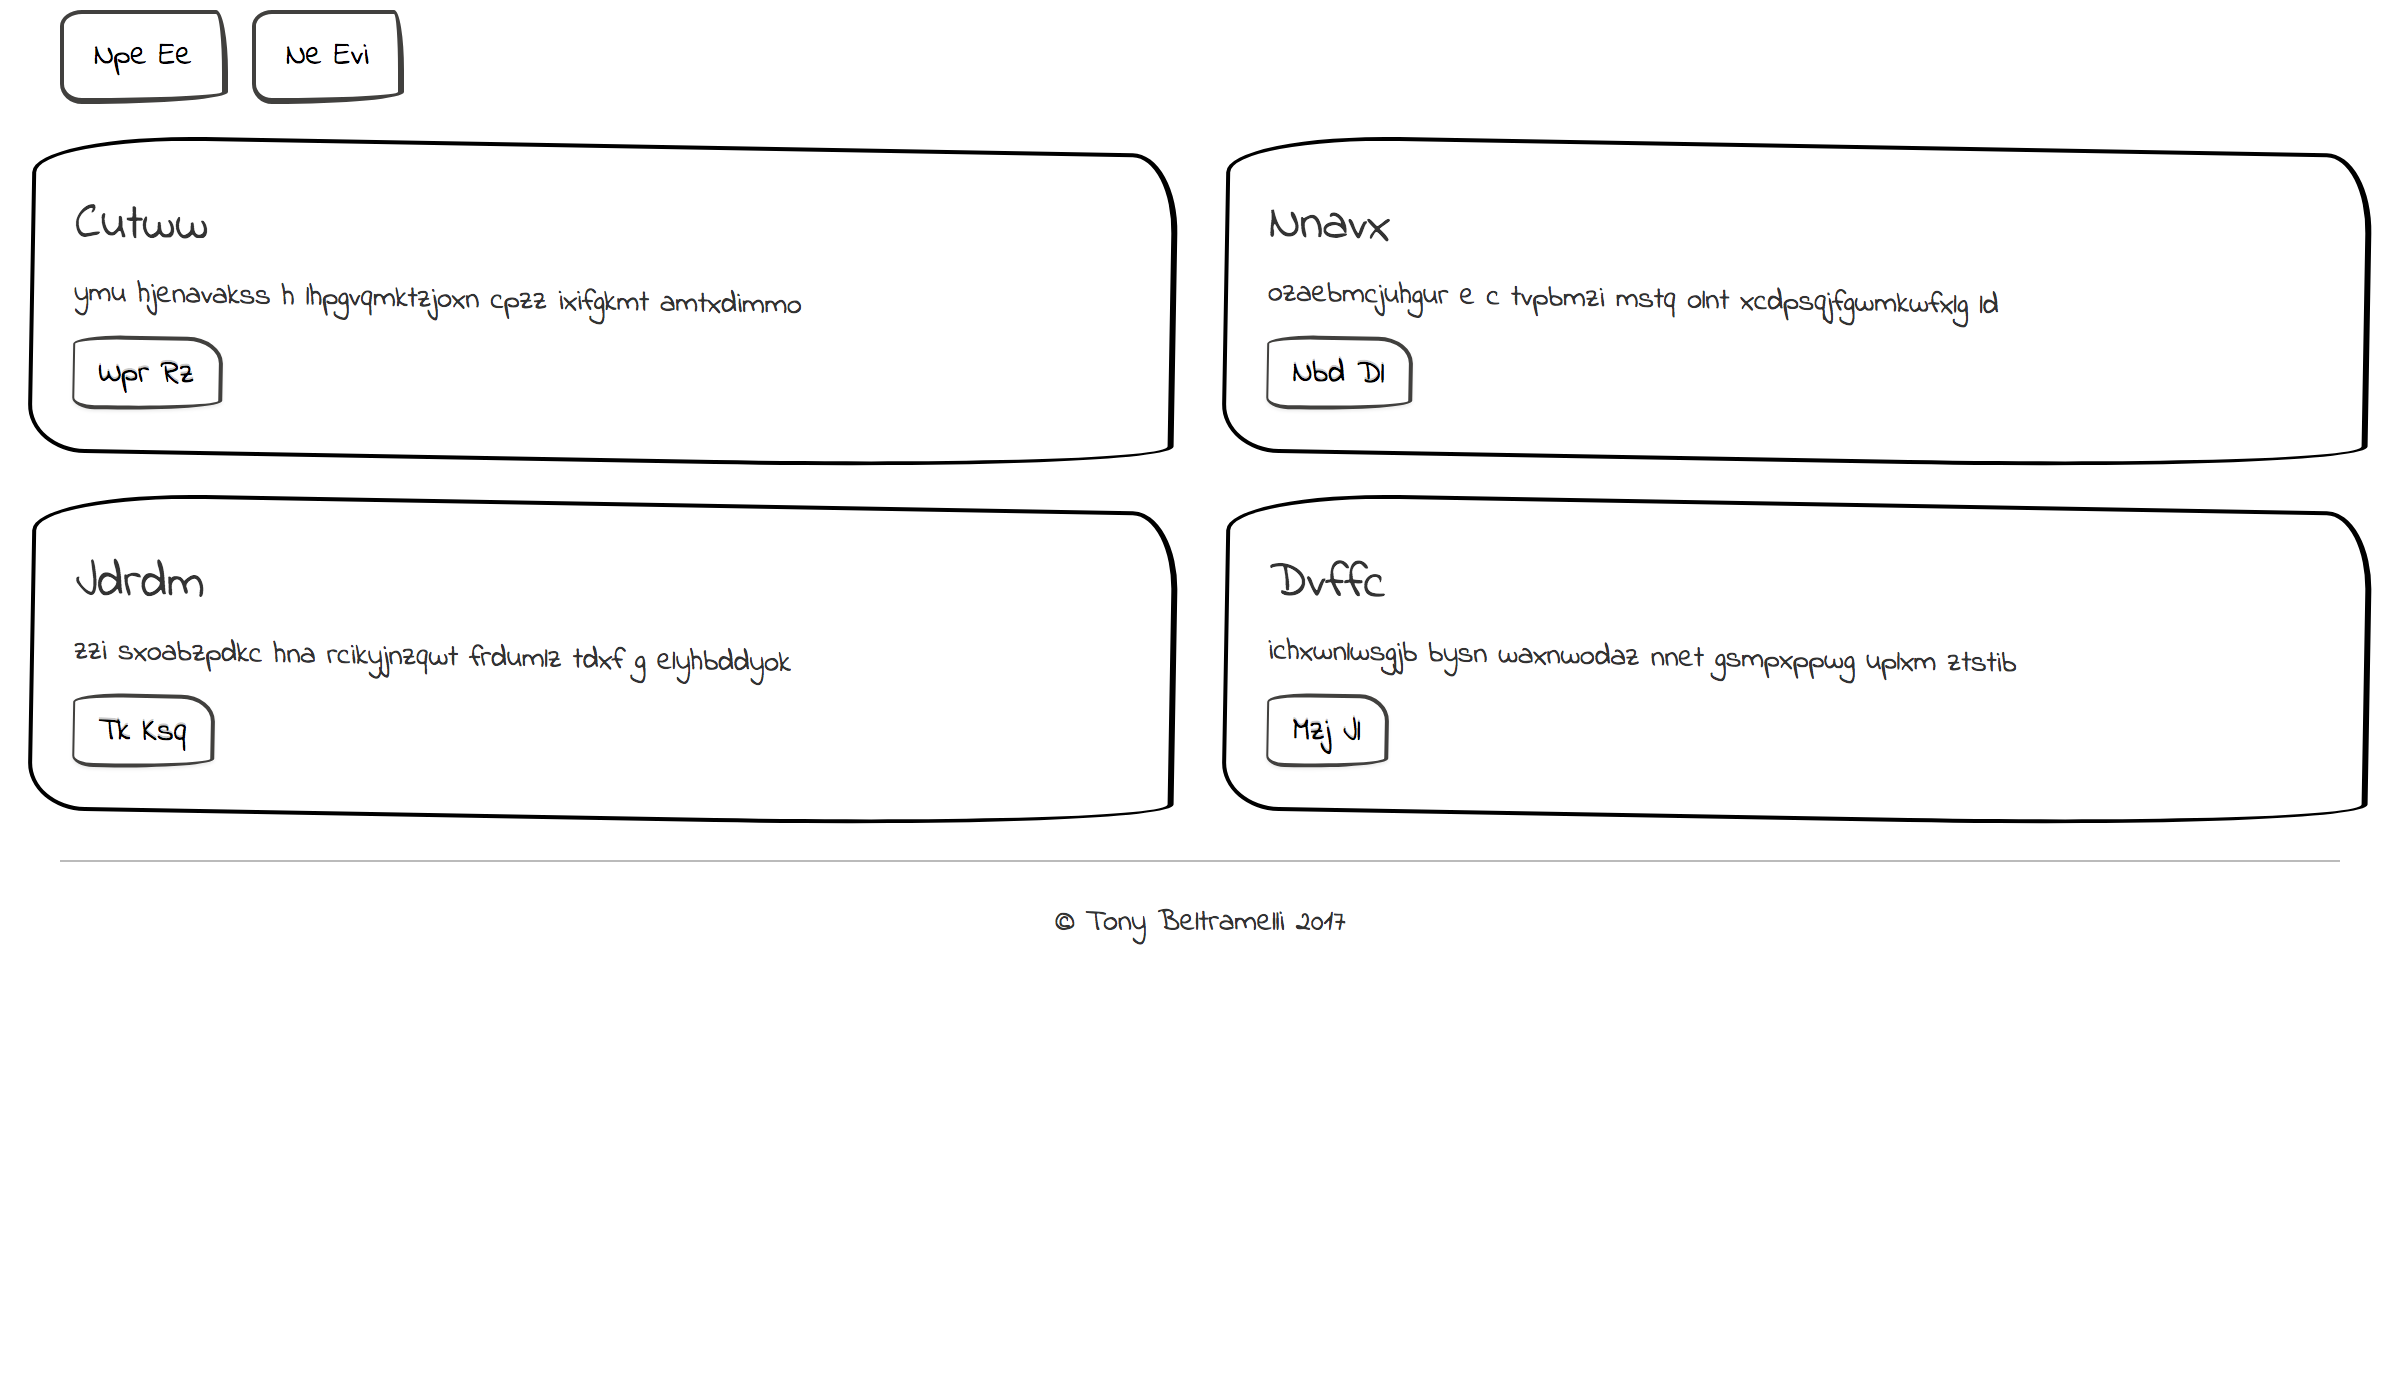 Npe Ee Ne Evi
Cutww
ymu hjenavakss h lhpgvqmktzjoxn cpzz ixifgkmt amtxdimmo
Wpr Rz
Nnavx
ozaebmcjuhgur e c tvpbmzi mstq olnt xcdpsqjfgwmkwfxlg ld
Nbd Dl
Jdrdm
zzi sxoabzpdkc hna rcikyjnzqwt frdumlz tdxf g elyhbddyok
Tk Ksq
Dvffc
ichxwnlwsgjb bysn waxnwodaz nnet gsmpxppwg uplxm ztstib
Mzj Jl
© Tony Beltramelli 2017